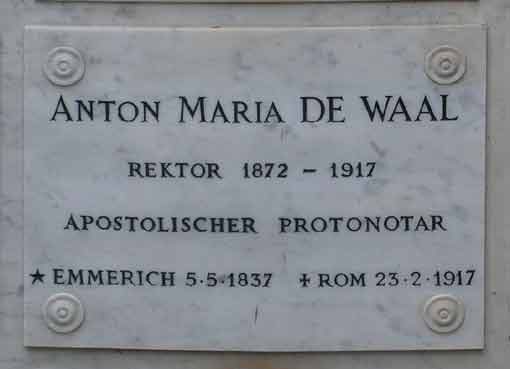 ANTON MARIA DE WAAL
REKTOR 1872 – 1917
APOSTOLISCHER PROTONOTAR
★ EMMERICH 5·5·1837 ✝ ROM 23·2·1917